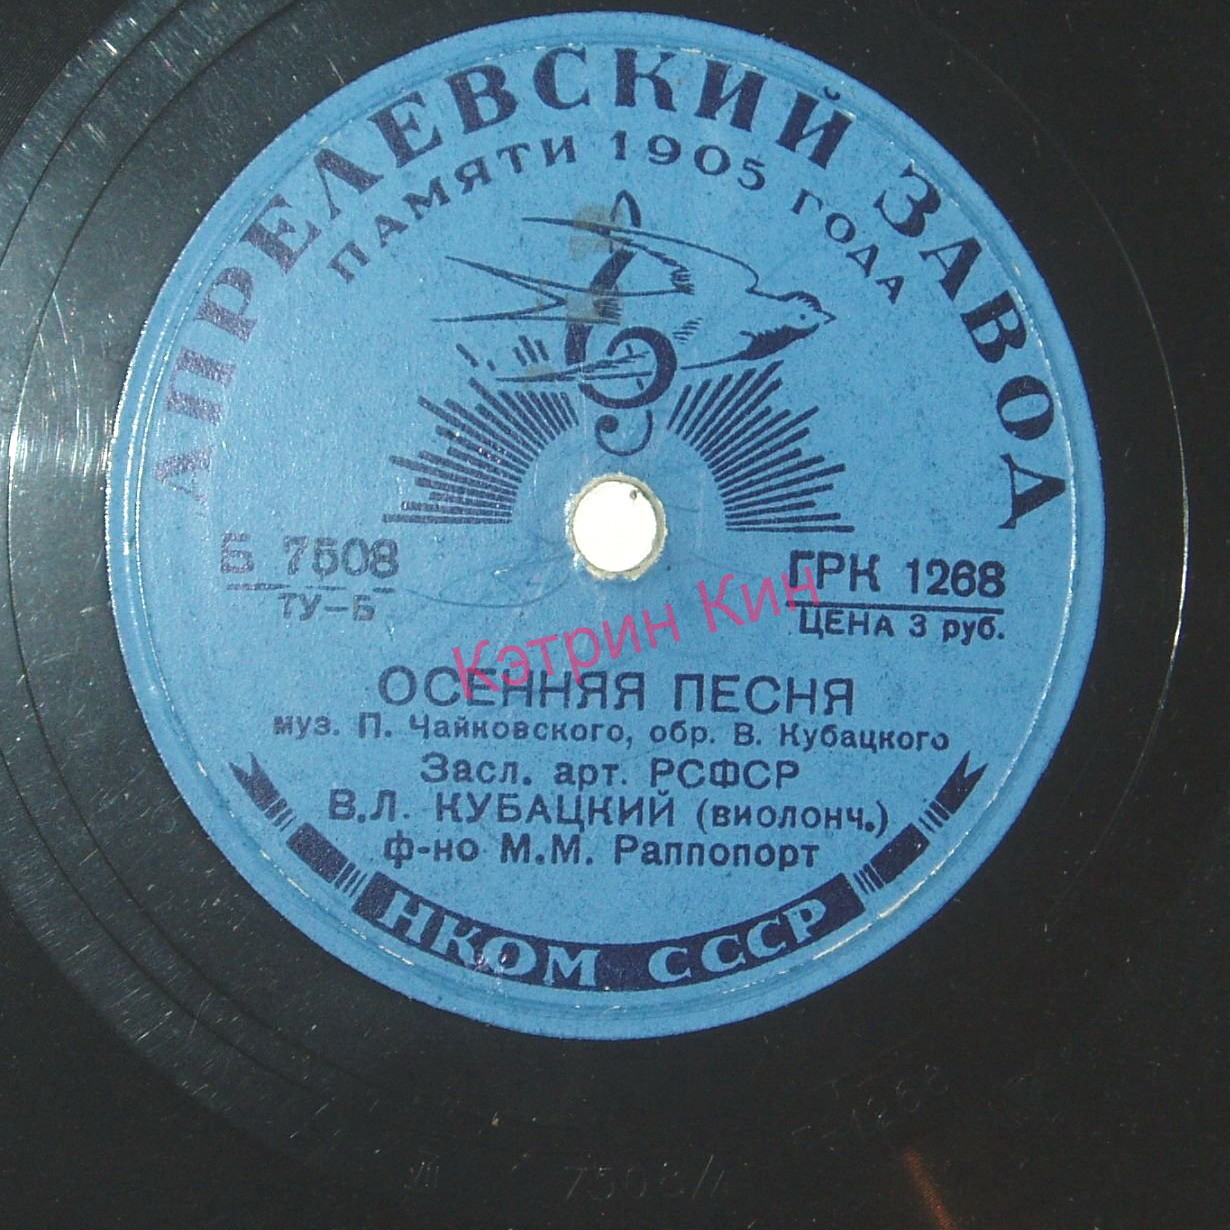 АПРЕЛЕВСКИЙ ЗАВОД
ПАМЯТИ 1905 ГОДА
Б 7508
ТУ—Б
ГРК 1268
ЦЕНА 3 руб.
Кэтрин Кин
ОСЕННЯЯ ПЕСНЯ
муз. П. Чайковского, обр. В. Кубацкого
Засл. арт. РСФСР
В.Л. КУБАЦКИЙ (виолонч.)
ф-но М.М. Раппопорт
НКОМ СССР